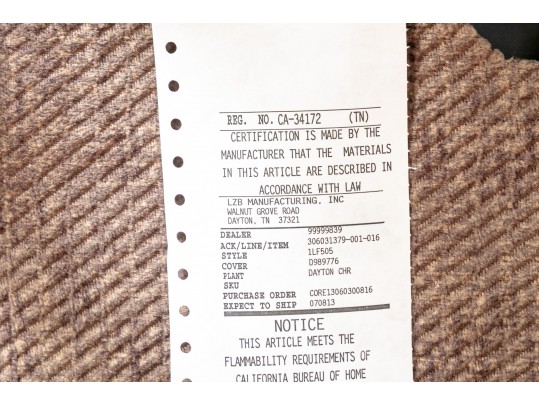 REG. NO. CA-34172 (TN)
CERTIFICATION IS MADE BY THE
MANUFACTURER THAT THE MATERIALS
IN THIS ARTICLE ARE DESCRIBED IN
ACCORDANCE WITH LAW
LZB MANUFACTURING, INC
WALNUT GROVE ROAD
DAYTON, TN 37321
DEALER 99999839
ACK/LINE/ITEM 306031379-001-016
STYLE 1LF505
COVER D989776
PLANT DAYTON CHR
SKU
PURCHASE ORDER CORE13060300816
EXPECT TO SHIP 070813
NOTICE
THIS ARTICLE MEETS THE
FLAMMABILITY REQUIREMENTS OF
CALIFORNIA BUREAU OF HOME